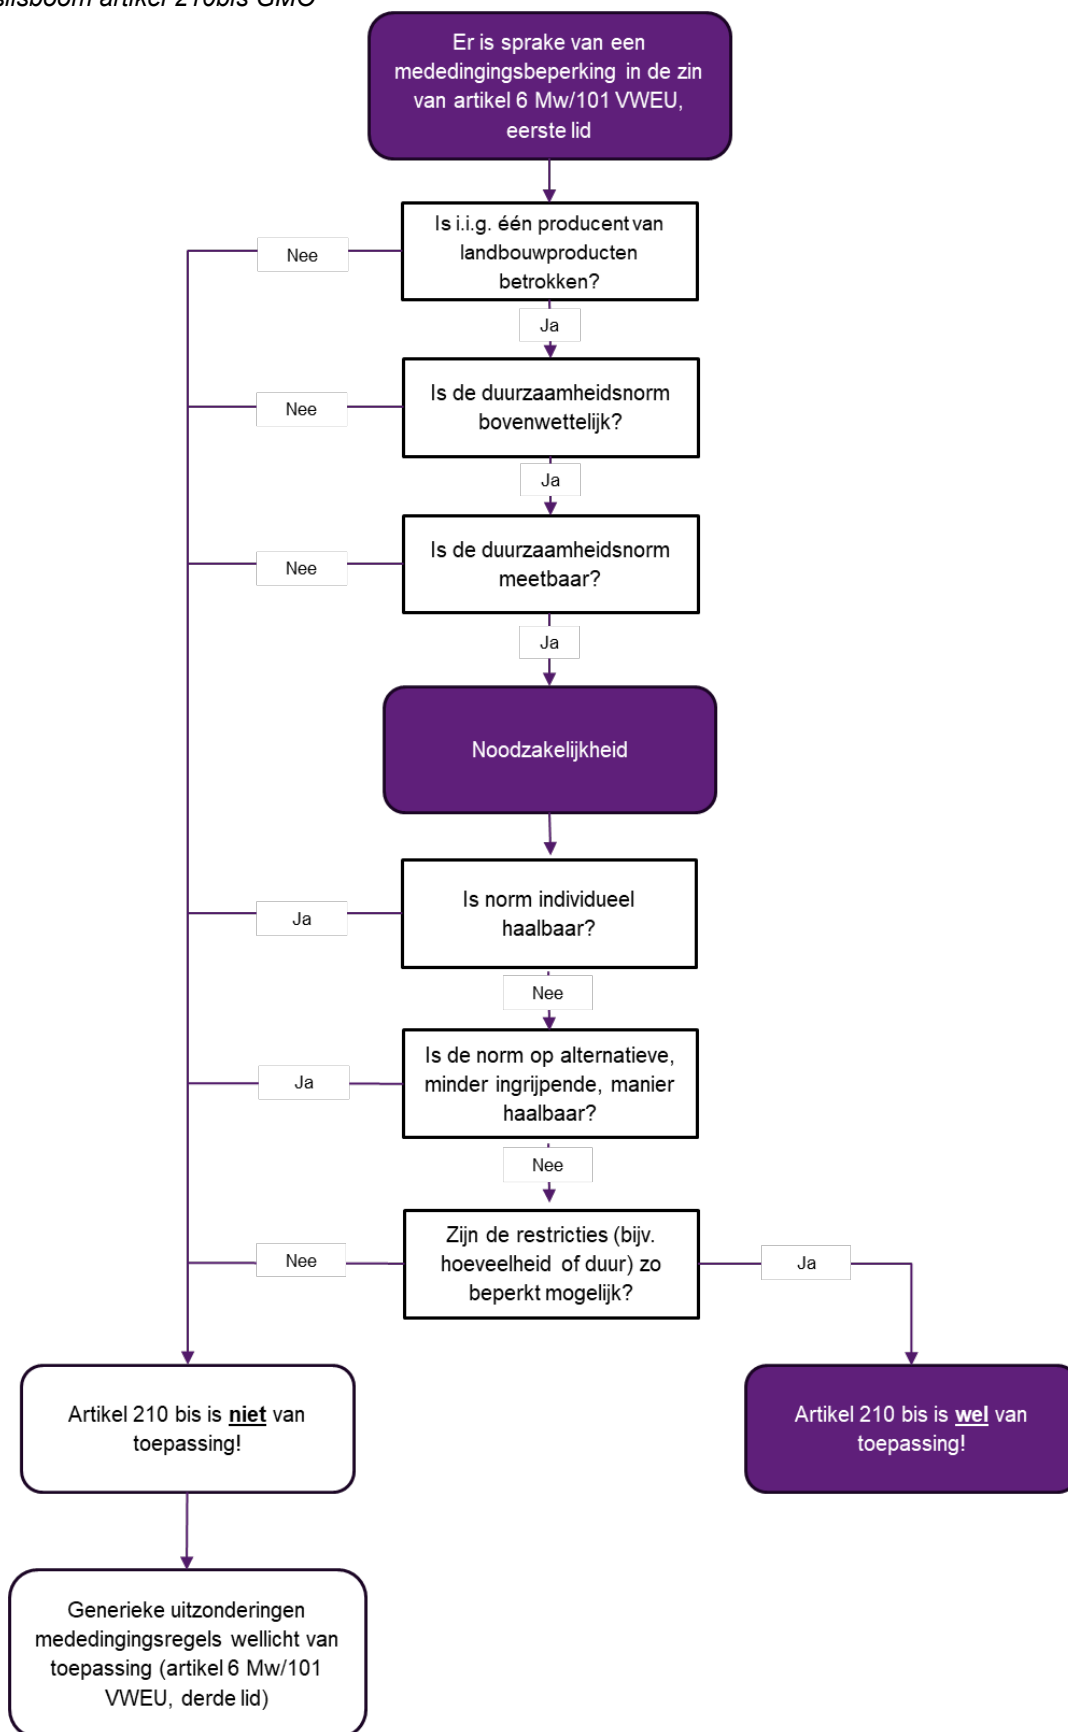 artikel 210bis GMO
Er is sprake van een
mededingingsbeperking in de zin
van artikel 6 Mw/101 VWEU,
eerste lid
Is i.i.g. één producent van
landbouwproducten
betrokken?
Nee
Ja
Is de duurzaamheidsnorm
bovenwettelijk?
Nee
Ja
Is de duurzaamheidsnorm
meetbaar?
Nee
Ja
Noodzakelijkheid
Is norm individueel
haalbaar?
Ja
Nee
Is de norm op alternatieve,
minder ingrijpende, manier
haalbaar?
Ja
Nee
Zijn de restricties (bijv.
hoeveelheid of duur) zo
beperkt mogelijk?
Nee
Ja
Artikel 210 bis is niet van
toepassing!
Artikel 210 bis is wel van
toepassing!
Generieke uitzonderingen
mededingingsregels wellicht van
toepassing (artikel 6 Mw/101
VWEU, derde lid)